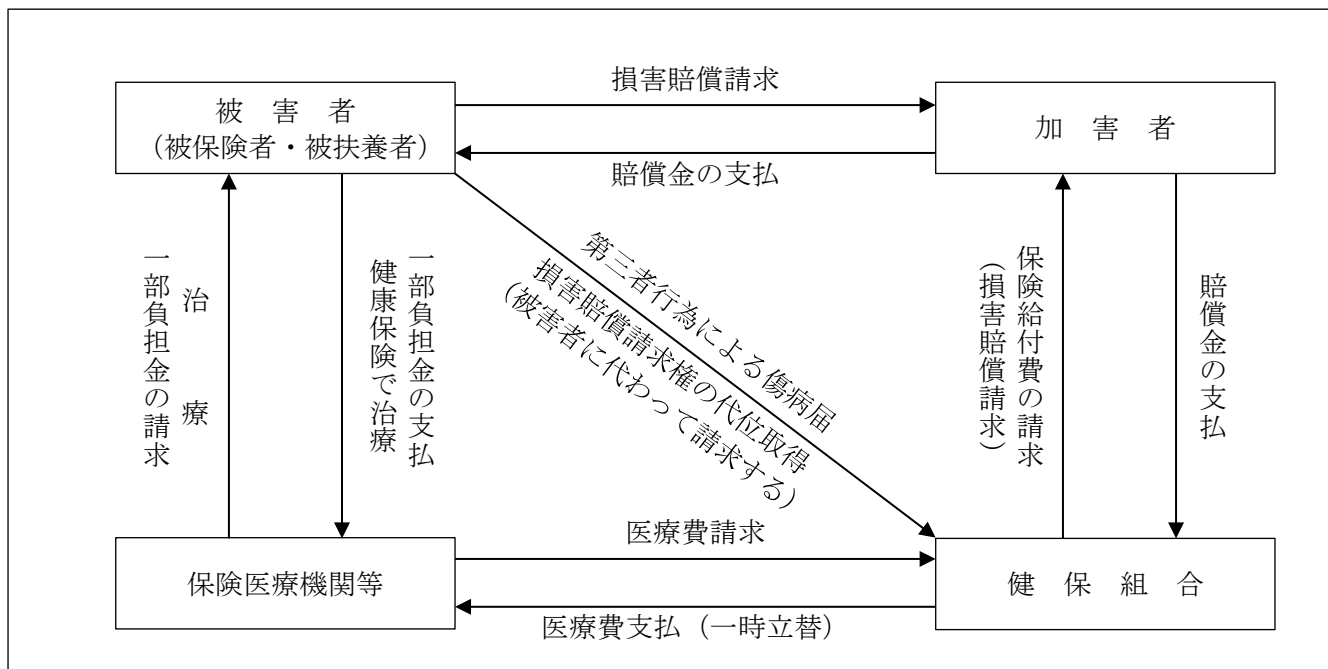 損害賠償請求
被 害 者
(被保険者・被扶養者)
加 害 者
賠償金の支払
治 療
一部負担金の請求
一部負担金の支払
健康保険で治療
第三者行為による傷病届
損害賠償請求権の代位取得
(被害者に代わって請求する)
保険給付費の請求
(損害賠償請求)
賠償金の支払
医療費請求
保険医療機関等
健 保 組 合
医療費支払(一時立替)